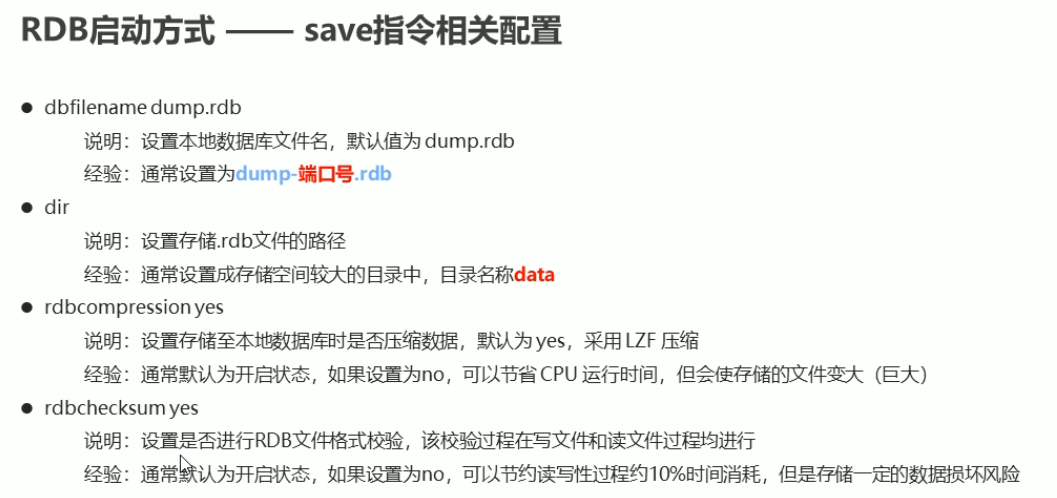 RDB启动方式 —— save指令相关配置
● dbfilename dump.rdb
说明：设置本地数据库文件名，默认值为 dump.rdb
经验：通常设置为dump-端口号.rdb
● dir
说明：设置存储.rdb文件的路径
经验：通常设置成存储空间较大的目录中，目录名称data
● rdbcompression yes
说明：设置存储至本地数据库时是否压缩数据，默认为 yes，采用 LZF 压缩
经验：通常默认为开启状态，如果设置为no，可以节省 CPU 运行时间，但会使存储的文件变大（巨大）
● rdbchecksum yes
说明：设置是否进行RDB文件格式校验，该校验过程在写文件和读文件过程均进行
经验：通常默认为开启状态，如果设置为no，可以节约读写性过程约10%时间消耗，但是存储一定的数据损坏风险